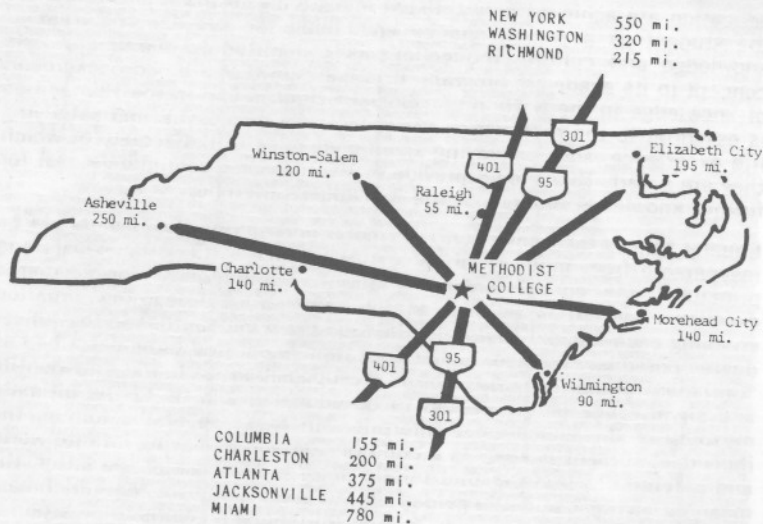 NEW YORK 550 mi.
WASHINGTON 320 mi.
RICHMOND 215 mi.
301
401
95
Elizabeth City
195 mi.
Winston-Salem
120 mi.
Raleigh
55 mi.
Asheville
250 mi.
Charlotte
140 mi.
METHODIST
COLLEGE
Morehead City
140 mi.
401
95
301
Wilmington
90 mi.
COLUMBIA 155 mi.
CHARLESTON 200 mi.
ATLANTA 375 mi.
JACKSONVILLE 445 mi.
MIAMI 780 mi.